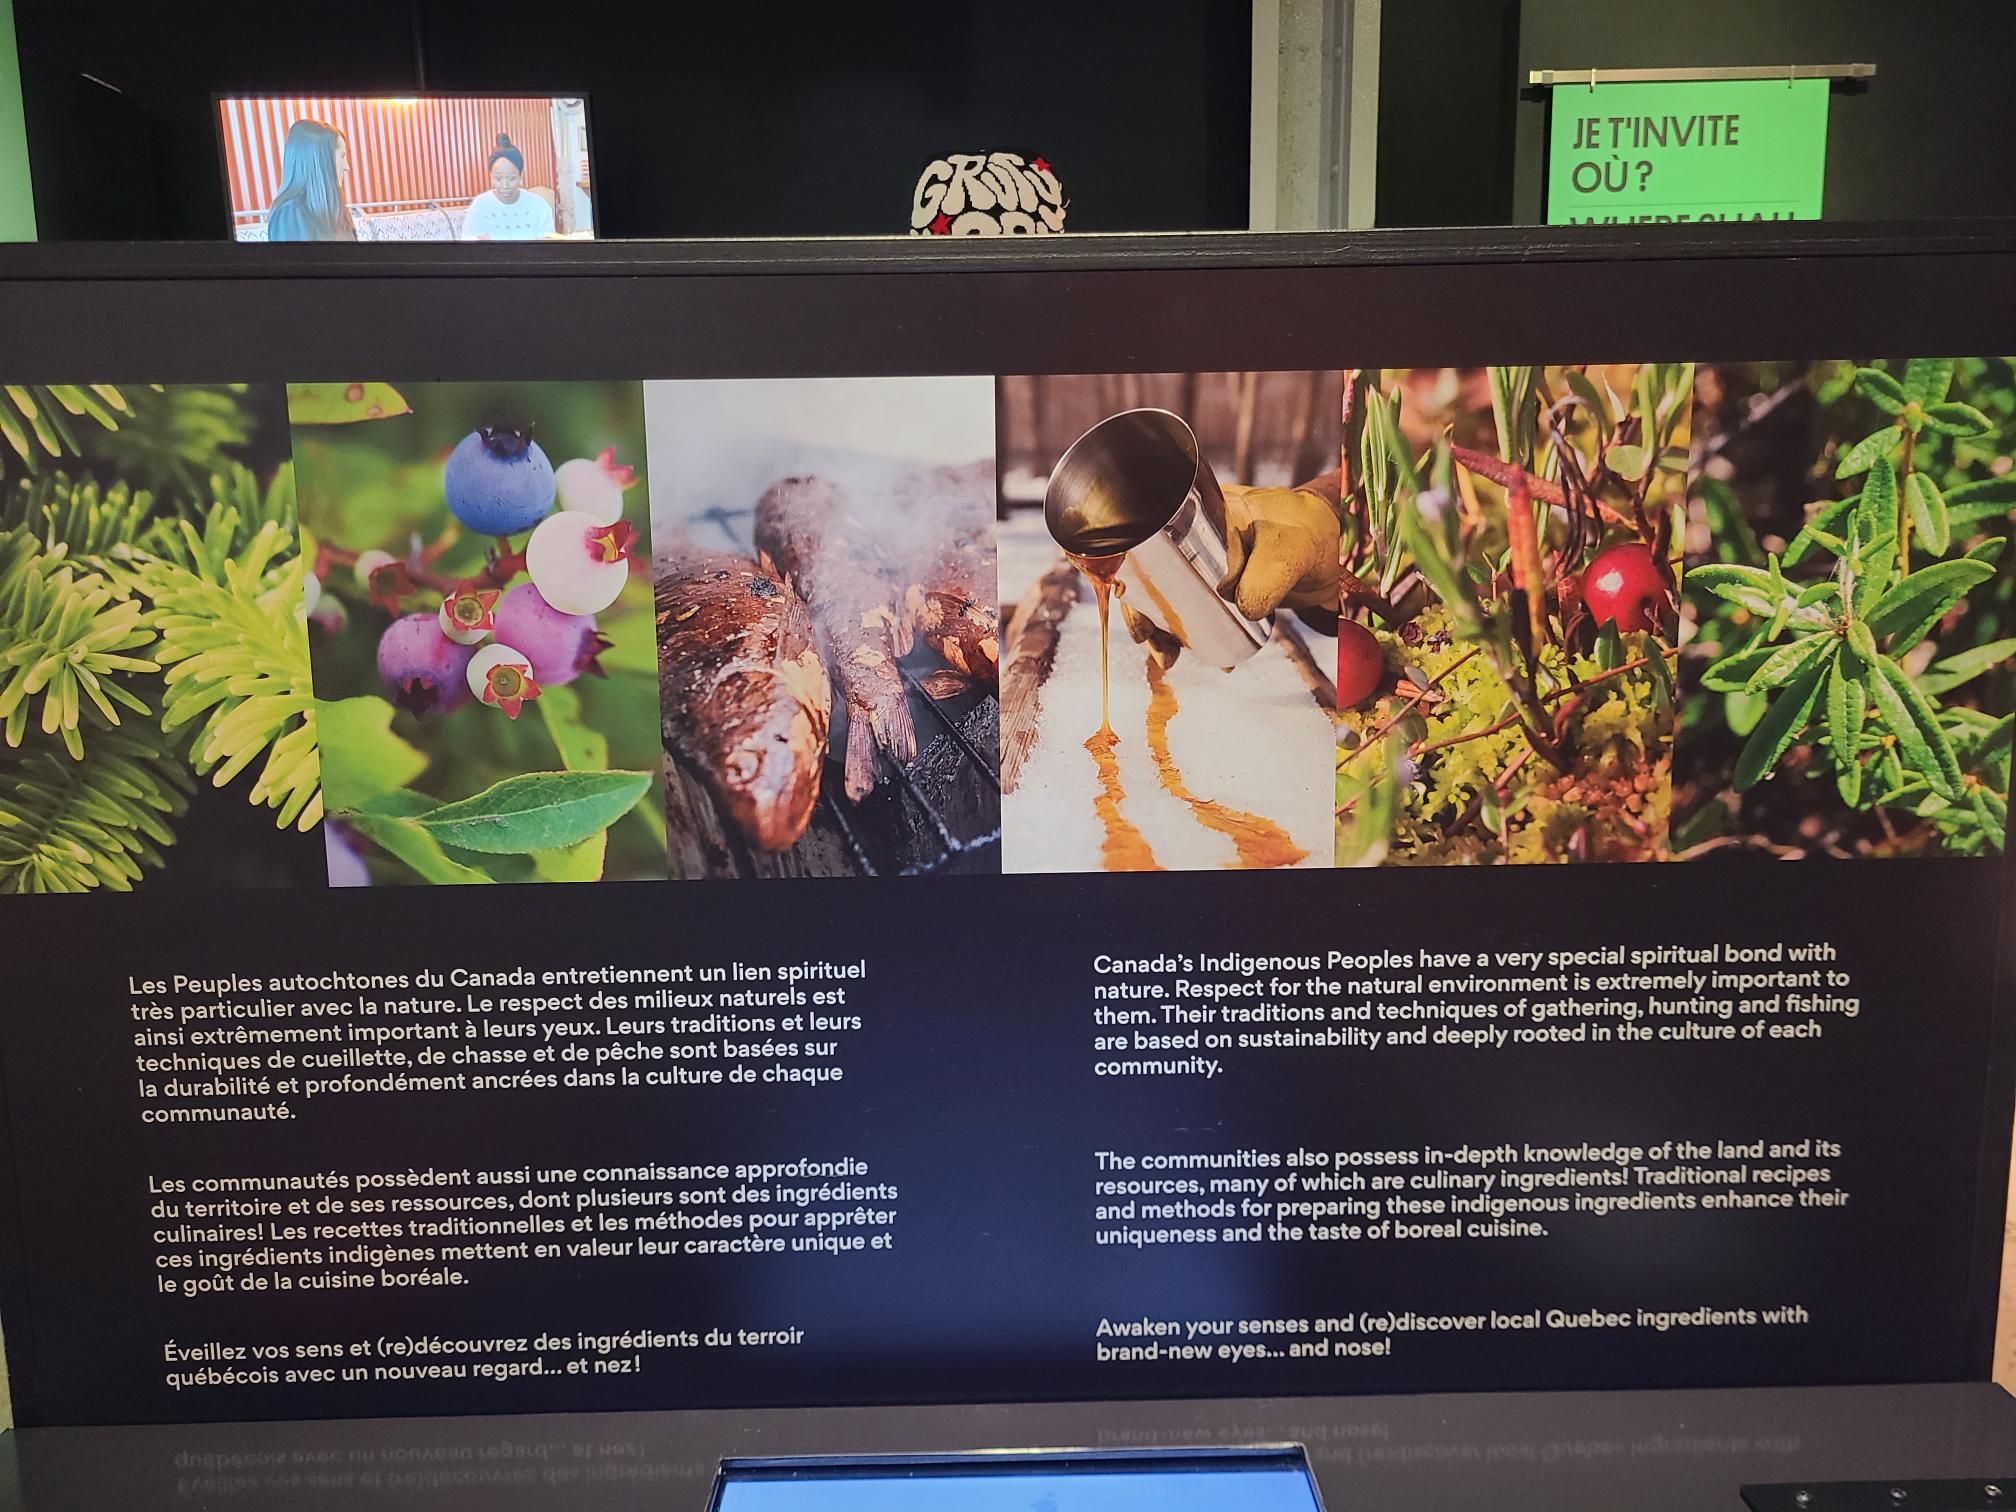 JE T'INVITE
OÙ?
Les Peuples autochtones du Canada entretiennent un lien spirituel
très particulier avec la nature. Le respect des milieux naturels est
ainsi extrêmement important à leurs yeux. Leurs traditions et leurs
techniques de cueillette, de chasse et de pêche sont basées sur
la durabilité et profondément ancrées dans la culture de chaque
communauté.
Les communautés possèdent aussi une connaissance approfondie
du territoire et de ses ressources, dont plusieurs sont des ingrédients
culinaires! Les recettes traditionnelles et les méthodes pour apprêter
ces ingrédients indigènes mettent en valeur leur caractère unique et
le goût de la cuisine boréale.
Éveillez vos sens et (re)découvrez des ingrédients du terroir
québécois avec un nouveau regard... et nez!
Canada's Indigenous Peoples have a very special spiritual bond with
nature. Respect for the natural environment is extremely important to
them. Their traditions and techniques of gathering, hunting and fishing
are based on sustainability and deeply rooted in the culture of each
community.
The communities also possess in-depth knowledge of the land and its
resources, many of which are culinary ingredients! Traditional recipes
and methods for preparing these indigenous ingredients enhance their
uniqueness and the taste of boreal cuisine.
Awaken your senses and (re)discover local Quebec ingredients with
brand-new eyes... and nose!